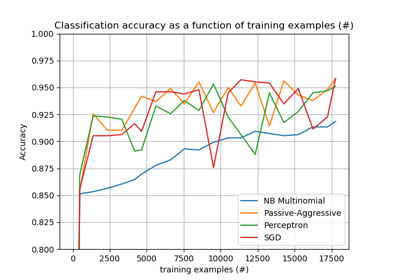 Classification accuracy as a function of training examples (#)
1.000
0.975
0.950
0.925
0.900
0.875
0.850
0.825
0.800
Accuracy
0
2500
5000
7500
10000
12500
15000
17500
training examples (#)
NB Multinomial
Passive-Aggressive
Perceptron
SGD